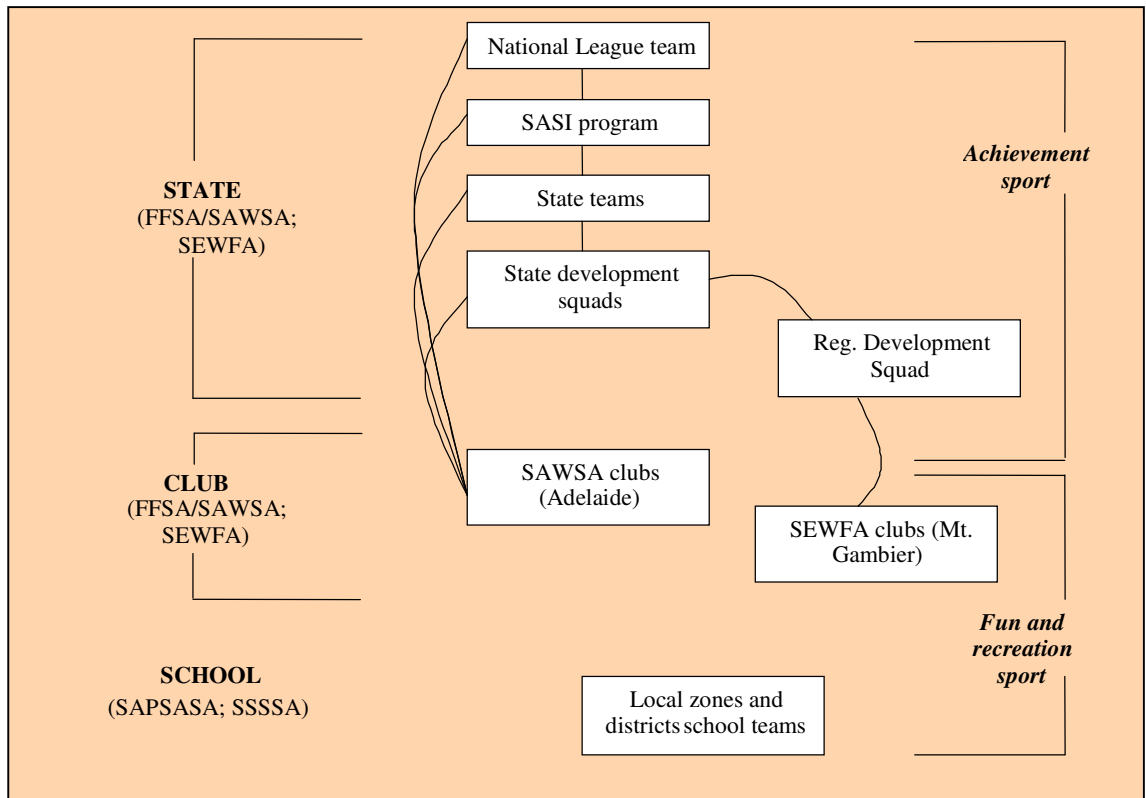 National League team
SASI program
Achievement
sport
STATE
(FFSA/SAWSA;
SEWFA)
State teams
State development
squads
Reg. Development
Squad
CLUB
(FFSA/SAWSA;
SEWFA)
SAWSA clubs
(Adelaide)
SEWFA clubs (Mt.
Gambier)
Fun and
recreation
sport
SCHOOL
(SAPSASA; SSSSA)
Local zones and
districts school teams